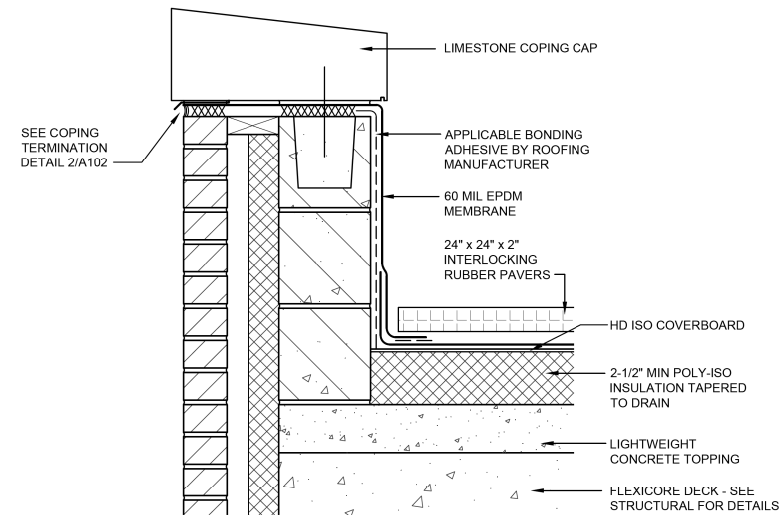 LIMESTONE COPING CAP
SEE COPING
TERMINATION
DETAIL 2/A102
APPLICABLE BONDING
ADHESIVE BY ROOFING
MANUFACTURER
60 MIL EPDM
MEMBRANE
24" x 24" x 2"
INTERLOCKING
RUBBER PAVERS
HD ISO COVERBOARD
2-1/2" MIN POLY-ISO
INSULATION TAPERED
TO DRAIN
LIGHTWEIGHT
CONCRETE TOPPING
FLEXICORE DECK - SEE
STRUCTURAL FOR DETAILS